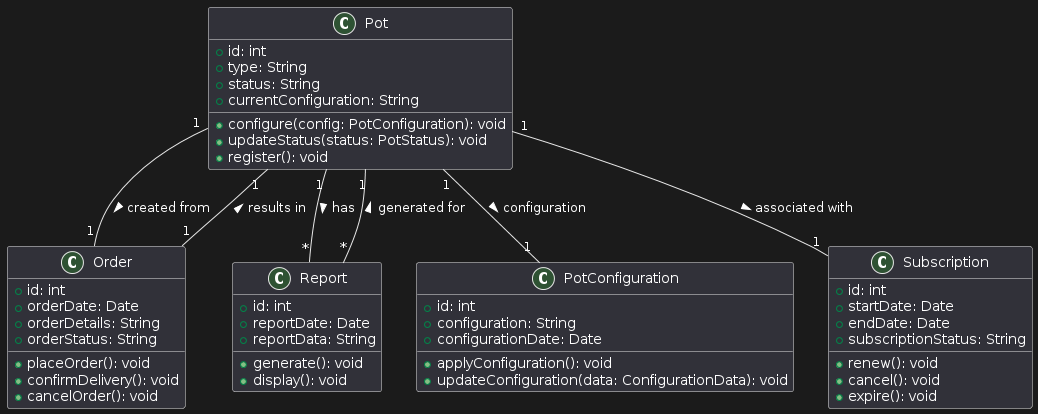 C Pot
id: int
type: String
status: String
currentConfiguration: String
configure(config: PotConfiguration): void
updateStatus(status: PotStatus): void
register(): void
1
1
1
1
1
1
1
created from
results in
has
generated for
configuration
associated with
1
1
*
*
1
C Order
id: int
orderDate: Date
orderDetails: String
orderStatus: String
placeOrder(): void
confirmDelivery(): void
cancelOrder(): void
C Report
id: int
reportDate: Date
reportData: String
generate(): void
display(): void
C PotConfiguration
id: int
configuration: String
configurationDate: Date
applyConfiguration(): void
updateConfiguration(data: ConfigurationData): void
C Subscription
id: int
startDate: Date
endDate: Date
subscriptionStatus: String
renew(): void
cancel(): void
expire(): void